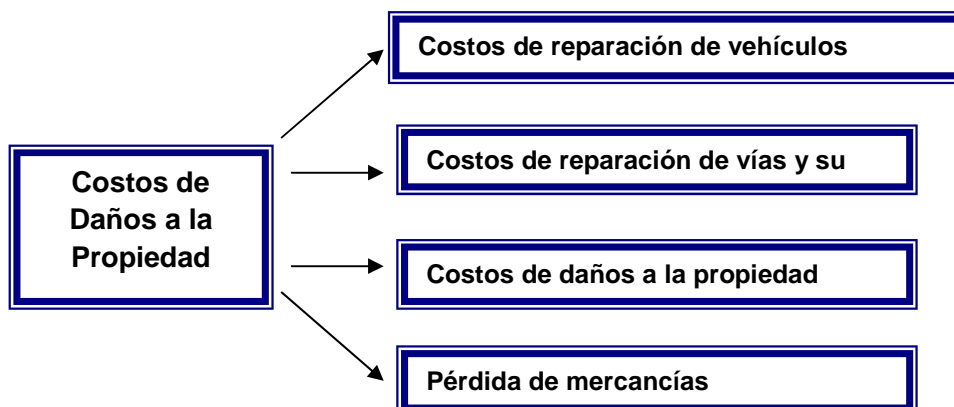 Costos de reparación de vehículos
Costos de
Daños a la
Propiedad
Costos de reparación de vías y su
Costos de daños a la propiedad
Pérdida de mercancías